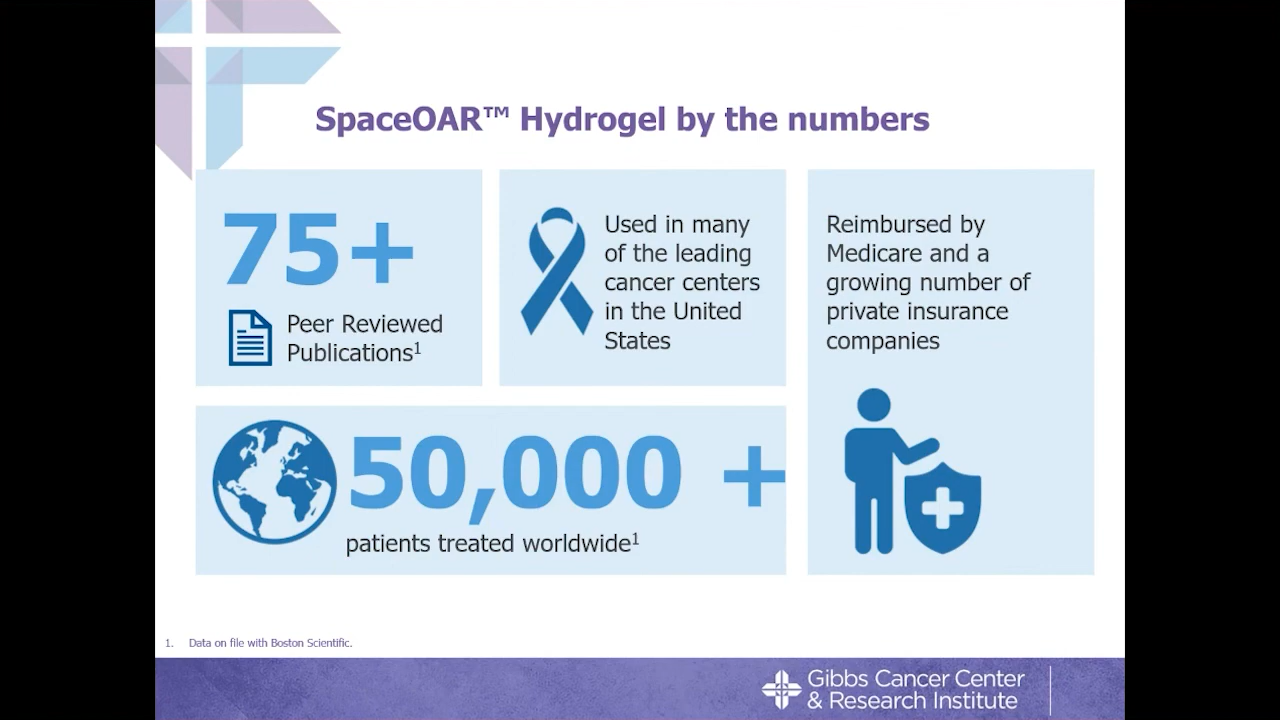 SpaceOAR™ Hydrogel by the numbers
75+
Peer Reviewed
Publications¹
Used in many
of the leading
cancer centers
in the United
States
Reimbursed by
Medicare and a
growing number of
private insurance
companies
50,000 +
patients treated worldwide¹
1. Data on file with Boston Scientific.
Gibbs Cancer Center
& Research Institute